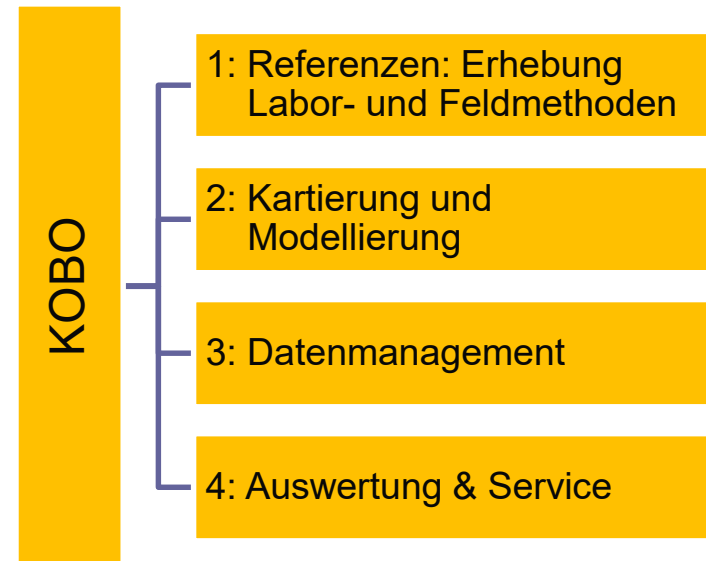 KOBO
1: Referenzen: Erhebung
Labor- und Feldmethoden
2: Kartierung und
Modellierung
3: Datenmanagement
4: Auswertung & Service